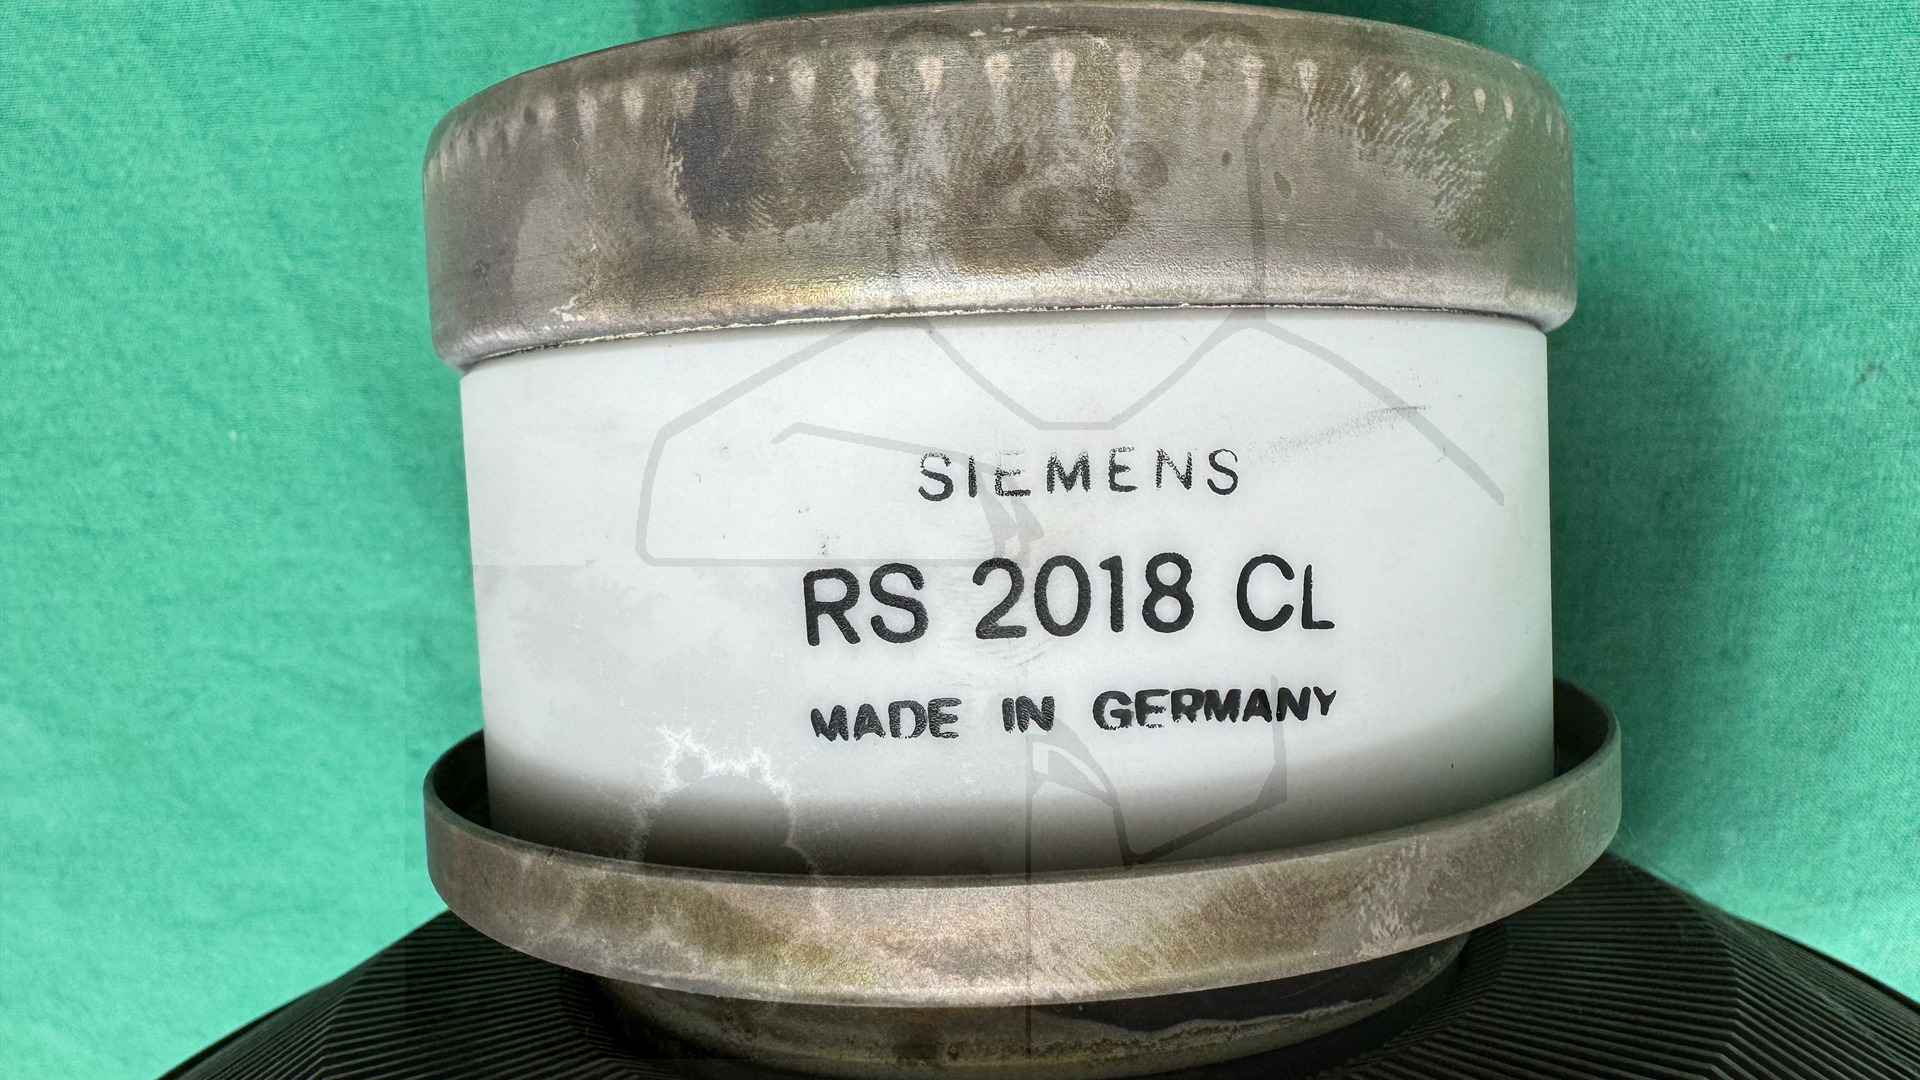 SIEMENS
RS 2018 CL
MADE IN GERMANY